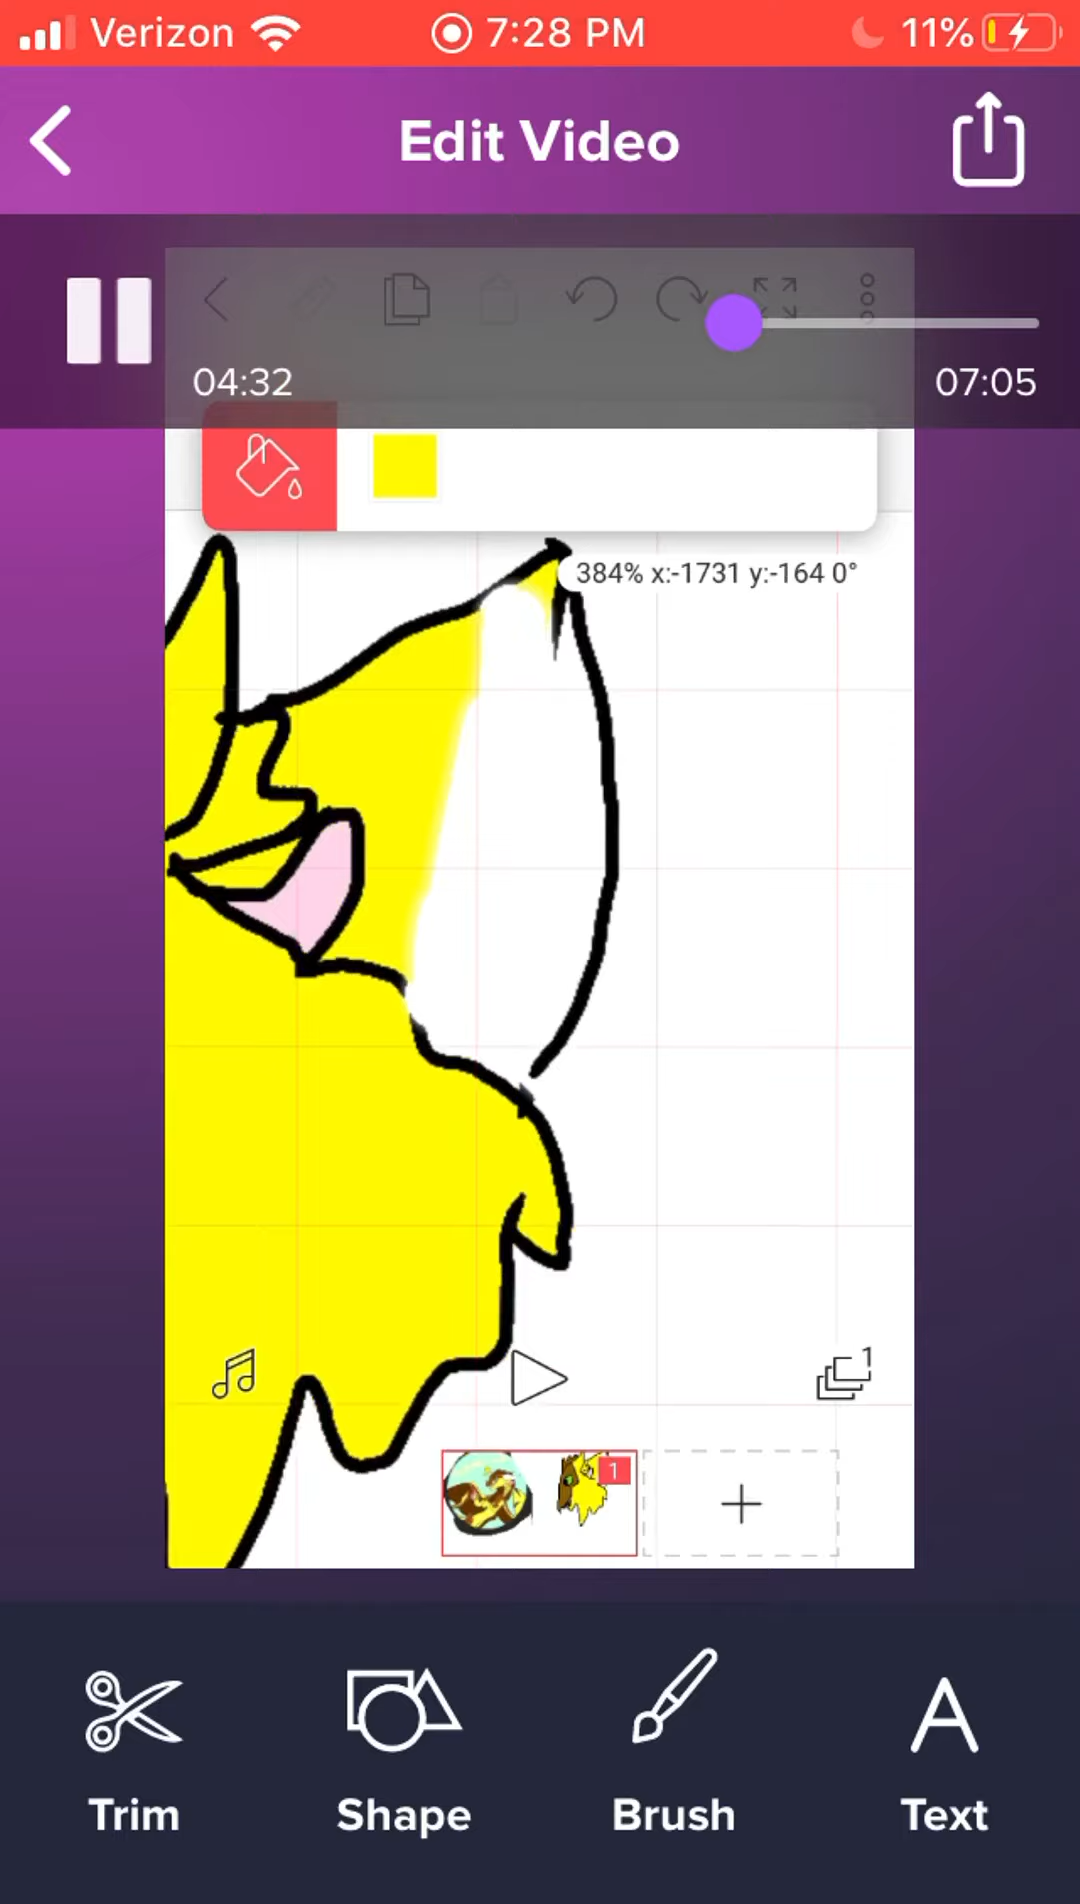 Verizon 7:28 PM 11%
Edit Video
04:32 07:05
384% x:-1731 y:-164 0°
1
1
Trim Shape Brush Text